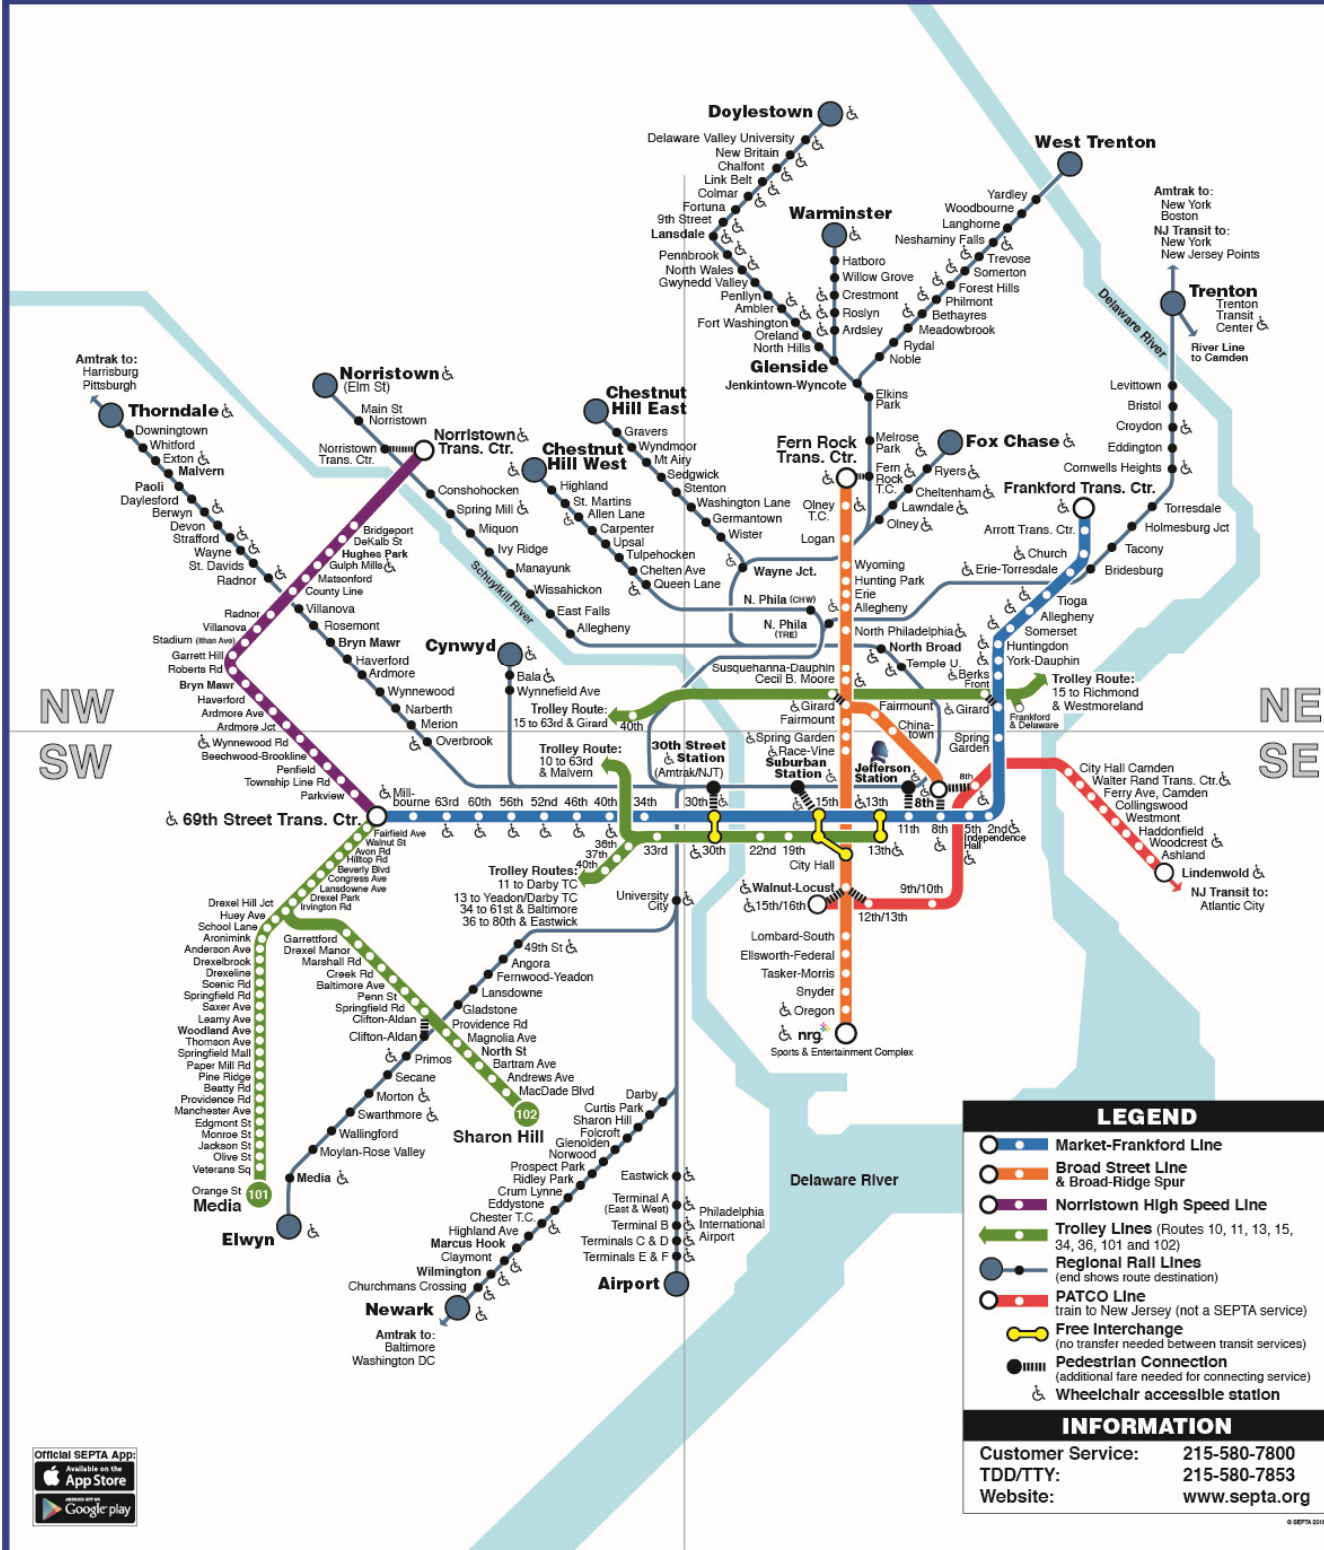 Doylestown
Delaware Valley University
New Britain
Chalfont
Link Belt
Colmar
Fortuna
9th Street
Lansdale
Pennbrook
North Wales
Gwynedd Valley
Penllyn
Ambler
Fort Washington
Oreland
North Hills
Glenside
Jenkintown-Wyncote
Warminster
Hatboro
Willow Grove
Crestmont
Roslyn
Ardsley
West Trenton
Yardley
Woodbourne
Langhorne
Neshaminy Falls
Trevose
Somerton
Forest Hills
Philmont
Bethayres
Meadowbrook
Rydal
Noble
Elkins
Park
Melrose
Park
Fern
Rock
T.C.
Amtrak to:
New York
Boston
NJ Transit to:
New York
New Jersey Points
Trenton
Trenton
Transit
Center
River Line
to Camden
Delaware River
Levittown
Bristol
Croydon
Eddington
Cornwells Heights
Torresdale
Holmesburg Jct
Tacony
Bridesburg
Fox Chase
Ryers
Cheltenham
Lawndale
Olney
Frankford Trans. Ctr.
Arrott Trans. Ctr.
Church
Erie-Torresdale
Tioga
Allegheny
Somerset
Huntingdon
York-Dauphin
Berks
Front
Girard
Frankford
& Delaware
Spring
Garden
Trolley Route:
15 to Richmond
& Westmoreland
NE
SE
Amtrak to:
Harrisburg
Pittsburgh
Thorndale
Downingtown
Whitford
Exton
Malvern
Paoli
Daylesford
Berwyn
Devon
Strafford
Wayne
St. Davids
Radnor
Villanova
Rosemont
Bryn Mawr
Haverford
Ardmore
Wynnewood
Narberth
Merion
Overbrook
Norristown
(Elm St)
Main St
Norristown
Norristown
Trans. Ctr.
Norristown
Trans. Ctr.
Conshohocken
Spring Mill
Miquon
Ivy Ridge
Manayunk
Wissahickon
East Falls
Allegheny
Schuylkill River
Bridgeport
DeKalb St
Hughes Park
Gulph Mills
Matsonford
County Line
Radnor
Villanova
Stadium (Ithan Ave)
Garrett Hill
Roberts Rd
Bryn Mawr
Haverford
Ardmore Ave
Ardmore Jct
Wynnewood Rd
Beechwood-Brookline
Penfield
Township Line Rd
Parkview
69th Street Trans. Ctr.
NW
SW
Chestnut
Hill East
Gravers
Wyndmoor
Mt Airy
Sedgwick
Stenton
Washington Lane
Germantown
Wister
Wayne Jct.
Chestnut
Hill West
Highland
St. Martins
Allen Lane
Carpenter
Upsal
Tulpehocken
Chelten Ave
Queen Lane
N. Phila (CHW)
N. Phila
(TRE)
Cynwyd
Bala
Wynnefield Ave
Fern Rock
Trans. Ctr.
Olney
T.C.
Logan
Wyoming
Hunting Park
Erie
Allegheny
North Philadelphia
North Broad
Temple U.
Susquehanna-Dauphin
Cecil B. Moore
Girard
Fairmount
Spring Garden
Race-Vine
Fairmount
China-
town
Trolley Route:
15 to 63rd & Girard
40th
Trolley Route:
10 to 63rd
& Malvern
30th Street
Station
(Amtrak/NJT)
Suburban
Station
Jefferson
Station
8th
8th
Mill-
bourne
63rd
60th
56th
52nd
46th
40th
34th
30th
15th
13th
11th
8th
5th
Independence
Hall
2nd
36th
37th
40th
33rd
30th
22nd
19th
13th
City Hall
Trolley Routes:
11 to Darby TC
13 to Yeadon/Darby TC
34 to 61st & Baltimore
36 to 80th & Eastwick
University
City
Walnut-Locust
15th/16th
12th/13th
9th/10th
Lombard-South
Ellsworth-Federal
Tasker-Morris
Snyder
Oregon
nrg
Sports & Entertainment Complex
City Hall Camden
Walter Rand Trans. Ctr.
Ferry Ave, Camden
Collingswood
Westmont
Haddonfield
Woodcrest
Ashland
Lindenwold
NJ Transit to:
Atlantic City
Fairfield Ave
Walnut St
Avon Rd
Hilltop Rd
Beverly Blvd
Congress Ave
Lansdowne Ave
Drexel Park
Irvington Rd
Drexel Hill Jct
Huey Ave
School Lane
Aronimink
Anderson Ave
Drexelbrook
Drexeline
Scenic Rd
Springfield Rd
Saxer Ave
Leamy Ave
Woodland Ave
Thomson Ave
Springfield Mall
Paper Mill Rd
Pine Ridge
Beatty Rd
Providence Rd
Manchester Ave
Edgmont St
Monroe St
Jackson St
Olive St
Veterans Sq
Orange St
Media
101
Garrettford
Drexel Manor
Marshall Rd
Creek Rd
Baltimore Ave
Penn St
Springfield Rd
Clifton-Aldan
Clifton-Aldan
Providence Rd
Magnolia Ave
North St
Bartram Ave
Andrews Ave
MacDade Blvd
102
Sharon Hill
49th St
Angora
Fernwood-Yeadon
Lansdowne
Gladstone
Primos
Secane
Morton
Swarthmore
Wallingford
Moylan-Rose Valley
Media
Elwyn
Darby
Curtis Park
Sharon Hill
Folcroft
Glenolden
Norwood
Prospect Park
Ridley Park
Crum Lynne
Eddystone
Chester T.C.
Highland Ave
Marcus Hook
Claymont
Wilmington
Churchmans Crossing
Newark
Amtrak to:
Baltimore
Washington DC
Eastwick
Terminal A
(East & West)
Terminal B
Terminals C & D
Terminals E & F
Philadelphia
International
Airport
Airport
Delaware River
LEGEND
Market-Frankford Line
Broad Street Line
& Broad-Ridge Spur
Norristown High Speed Line
Trolley Lines (Routes 10, 11, 13, 15,
34, 36, 101 and 102)
Regional Rail Lines
(end shows route destination)
PATCO Line
train to New Jersey (not a SEPTA service)
Free Interchange
(no transfer needed between transit services)
Pedestrian Connection
(additional fare needed for connecting service)
Wheelchair accessible station
INFORMATION
Customer Service: 215-580-7800
TDD/TTY: 215-580-7853
Website: www.septa.org
Official SEPTA App:
Available on the
App Store
ANDROID APP ON
Google play